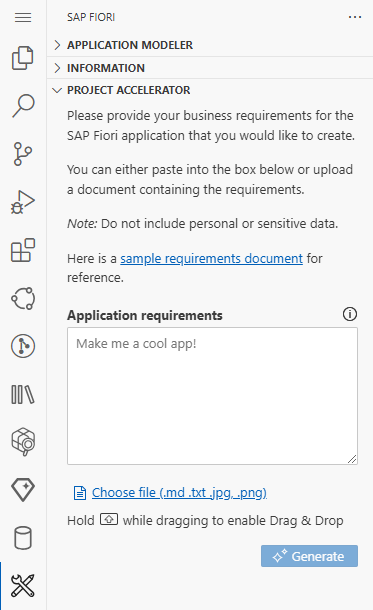 SAP FIORI
APPLICATION MODELER
INFORMATION
PROJECT ACCELERATOR
Please provide your business requirements for the
SAP Fiori application that you would like to create.
You can either paste into the box below or upload
a document containing the requirements.
Note: Do not include personal or sensitive data.
Here is a sample requirements document for
reference.
Application requirements
Make me a cool app!
Choose file (.md .txt .jpg, .png)
Hold while dragging to enable Drag & Drop
Generate